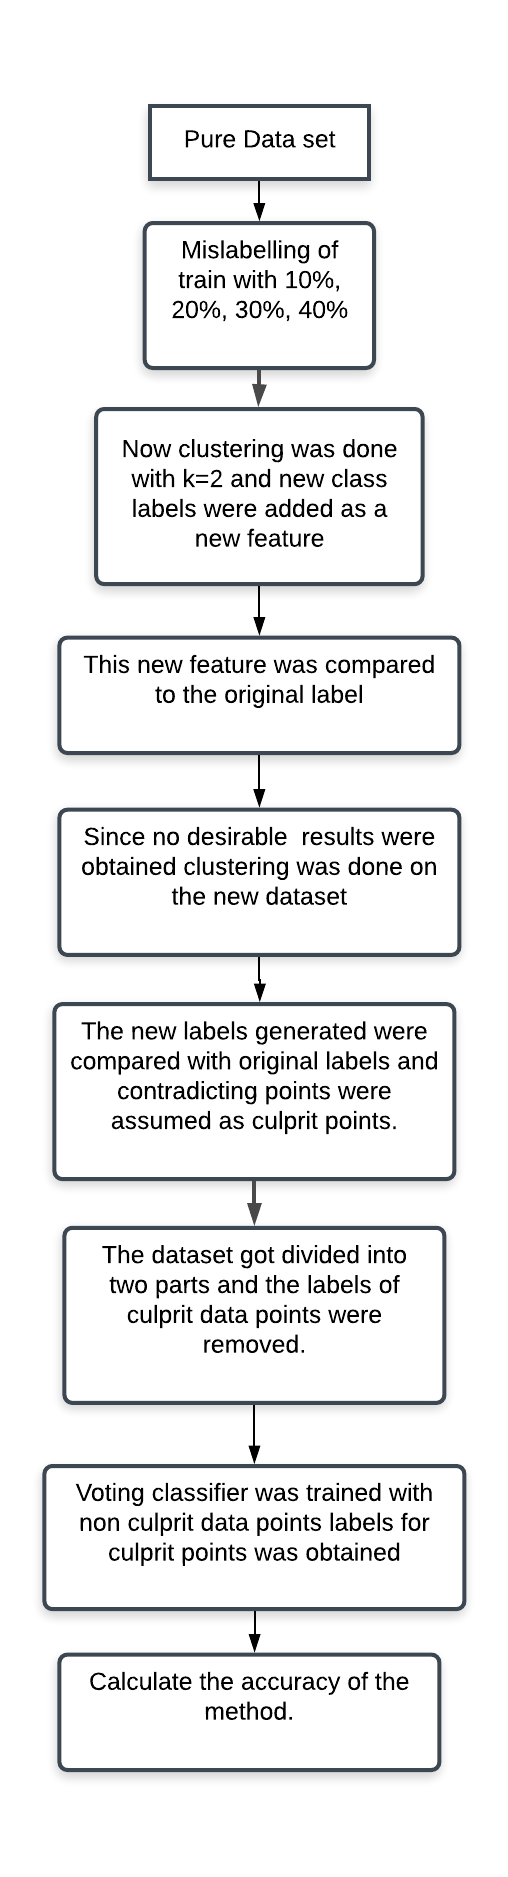 Pure Data set
Mislabelling of
train with 10%,
20%, 30%, 40%
Now clustering was done
with k=2 and new class
labels were added as a
new feature
This new feature was compared
to the original label
Since no desirable  results were
obtained clustering was done on
the new dataset
The new labels generated were
compared with original labels and
contradicting points were
assumed as culprit points.
The dataset got divided into
two parts and the labels of
culprit data points were
removed.
Voting classifier was trained with
non culprit data points labels for
culprit points was obtained
Calculate the accuracy of the
method.